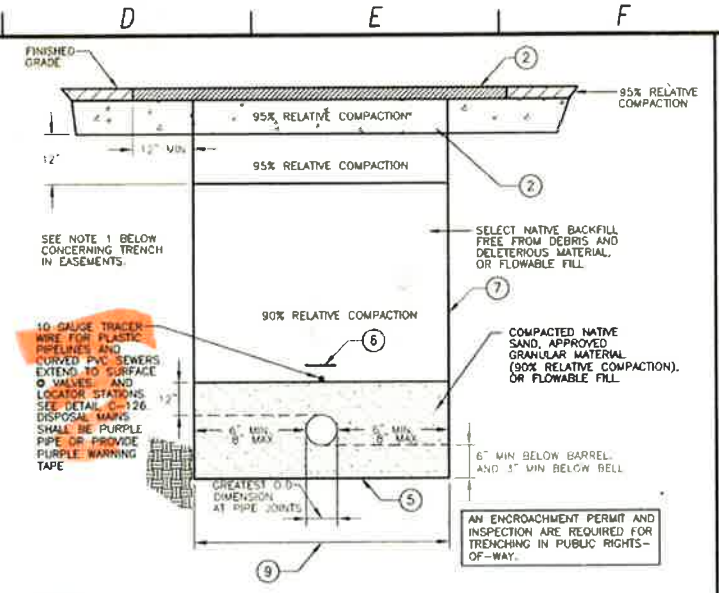 D
E
F
FINISHED
GRADE
2
95% RELATIVE
COMPACTION
95% RELATIVE COMPACTION"
12" MIN
12"
95% RELATIVE COMPACTION
2
SEE NOTE 1 BELOW
CONCERNING TRENCH
IN EASEMENTS.
SELECT NATIVE BACKFILL
FREE FROM DEBRIS AND
DELETERIOUS MATERIAL,
OR FLOWABLE FILL
7
90% RELATIVE COMPACTION
6
10 GAUGE TRACER
WIRE FOR PLASTIC
PIPELINES AND
CURVED PVC SEWERS
EXTEND TO SURFACE
@ VALVES AND
LOCATOR STATIONS
SEE DETAIL C-126
DISPOSAL MAINS
SHALL BE PURPLE
PIPE OR PROVIDE
PURPLE WARNING
TAPE
12"
COMPACTED NATIVE
SAND, APPROVED
GRANULAR MATERIAL
(90% RELATIVE COMPACTION),
OR FLOWABLE FILL
6" MIN
8" MAX
6" MIN
8" MAX
6" MIN BELOW BARREL
AND 3" MIN BELOW BELL
GREATEST O.D
DIMENSION
AT PIPE JOINTS
5
9
AN ENCROACHMENT PERMIT AND
INSPECTION ARE REQUIRED FOR
TRENCHING IN PUBLIC RIGHTS-
OF-WAY.